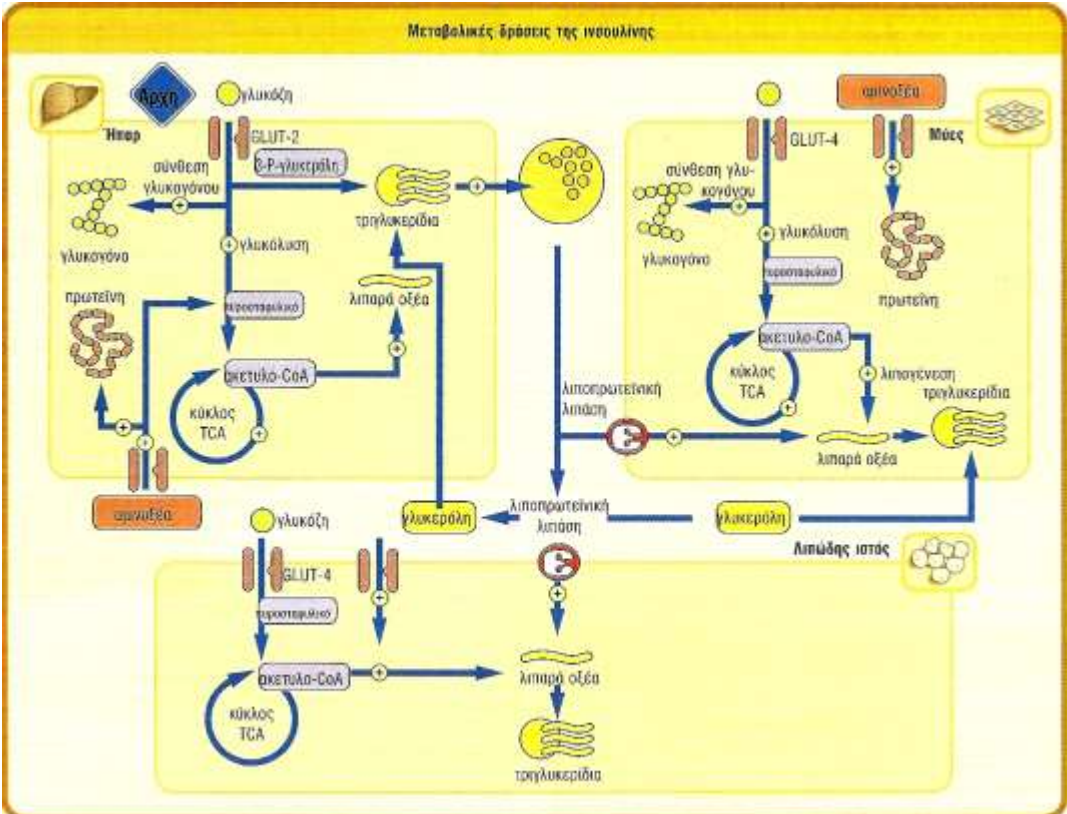 Μεταβολικές δράσεις της ινσουλίνης
Αρχή
γλυκόζη
Ήπαρ
GLUT-2
3-Ρ-γλυκερόλη
σύνθεση
γλυκογόνου
γλυκογόνο
τριγλυκερίδια
γλυκόλυση
λιπαρά οξέα
πρωτεΐνη
πυροσταφυλικό
ακετυλο-CoA
κύκλος
TCA
αμινοξέα
αμινοξέα
Μύες
GLUT-4
σύνθεση γλυ-
κογόνου
γλυκογόνο
γλυκόλυση
πυροσταφυλικό
πρωτεΐνη
ακετυλο-CoA
κύκλος
TCA
λιπογένεση
τριγλυκερίδια
λιποπρωτεϊνική
λιπάση
λιπαρά οξέα
γλυκερόλη
λιποπρωτεϊνική
λιπάση
γλυκερόλη
Λιπώδης ιστός
γλυκόζη
GLUT-4
πυροσταφυλικό
ακετυλο-CoA
κύκλος
TCA
λιπαρά οξέα
τριγλυκερίδια